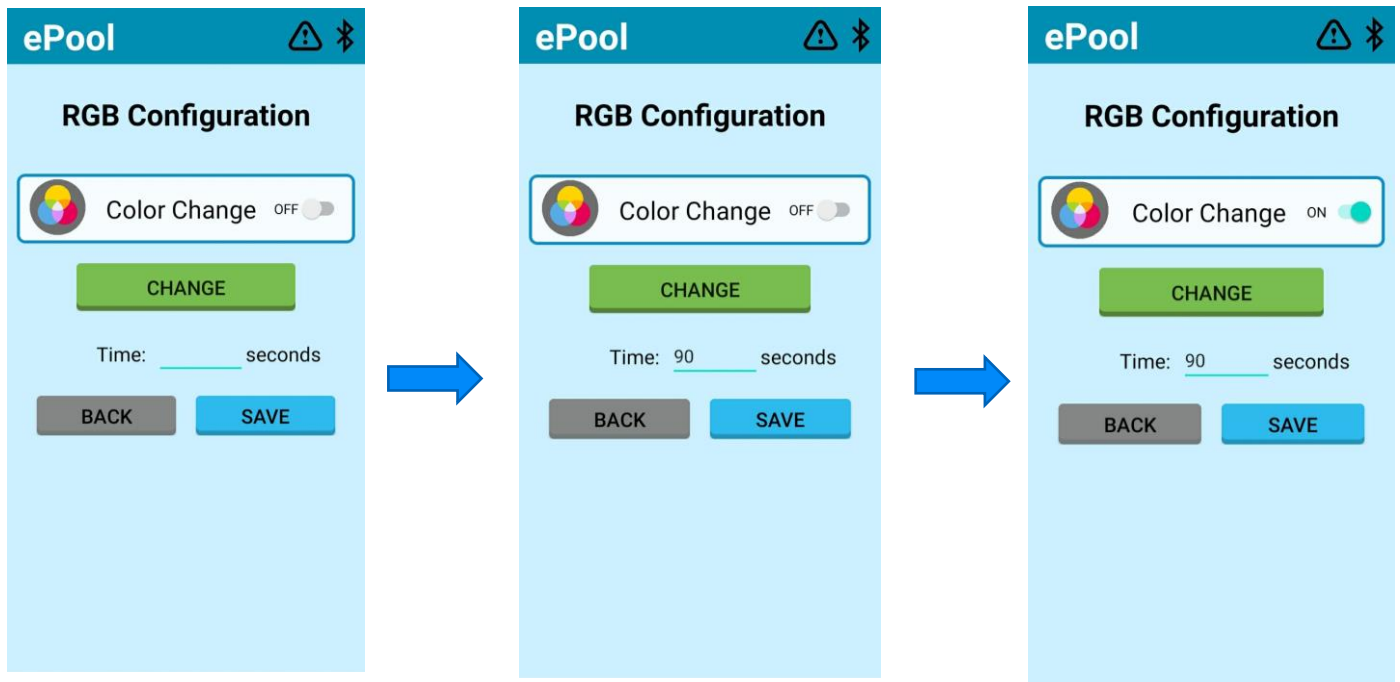 ePool
RGB Configuration
Color Change OFF
CHANGE
Time: seconds
BACK SAVE
ePool
RGB Configuration
Color Change OFF
CHANGE
Time: 90 seconds
BACK SAVE
ePool
RGB Configuration
Color Change ON
CHANGE
Time: 90 seconds
BACK SAVE